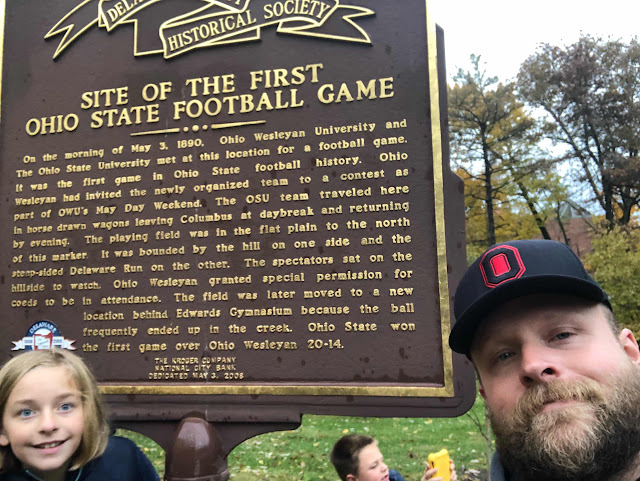 DELAWARE
HISTORICAL SOCIETY
SITE OF THE FIRST
OHIO STATE FOOTBALL GAME
On the morning of May 3, 1890, Ohio Wesleyan University and
The Ohio State University met at this location for a football game.
It was the first game in Ohio State football history. Ohio
Wesleyan had invited the newly organized team to a contest as
part of OWU's May Day Weekend. The OSU team traveled here
in horse drawn wagons leaving Columbus at daybreak and returning
by evening. The playing field was in the flat plain to the north
of this marker. It was bounded by the hill on one side and the
steep-sided Delaware Run on the other. The spectators sat on the
hillside to watch. Ohio Wesleyan granted special permission for
coeds to be in attendance. The field was later moved to a new
location behind Edwards Gymnasium because the ball
frequently ended up in the creek. Ohio State won
the first game over Ohio Wesleyan 20-14.
THE KROGER COMPANY
NATIONAL CITY BANK
DEDICATED MAY 3, 2008
O